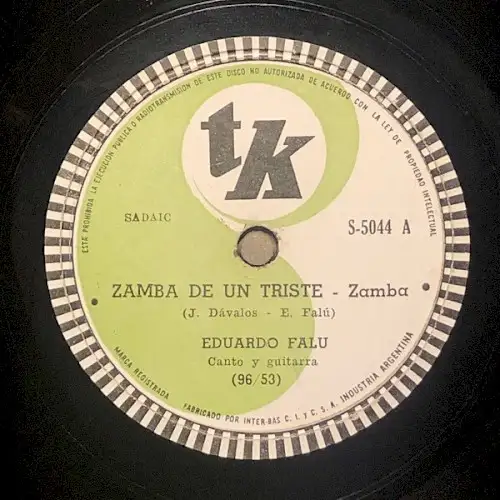 ESTA PROHIBIDA LA EJECUCION PUBLICA O RADIOTRANSMISION DE ESTE DISCO NO AUTORIZADA DE ACUERDO CON LA LEY DE PROPIEDAD INTELECTUAL
tk
SADAIC
S-5044 A
ZAMBA DE UN TRISTE - Zamba
(J. Dávalos - E. Falú)
EDUARDO FALU
Canto y guitarra
(96/53)
MARCA REGISTRADA
FABRICADO POR INTER-BAS C. I. y C. S. A. INDUSTRIA ARGENTINA